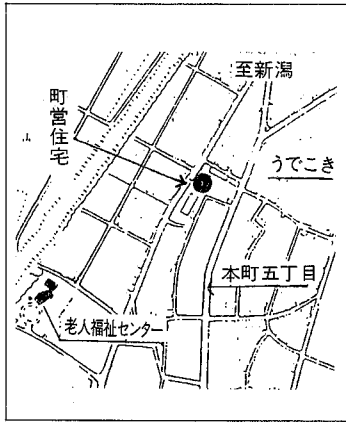 至新潟
町営住宅
うでこき
本町五丁目
老人福祉センター